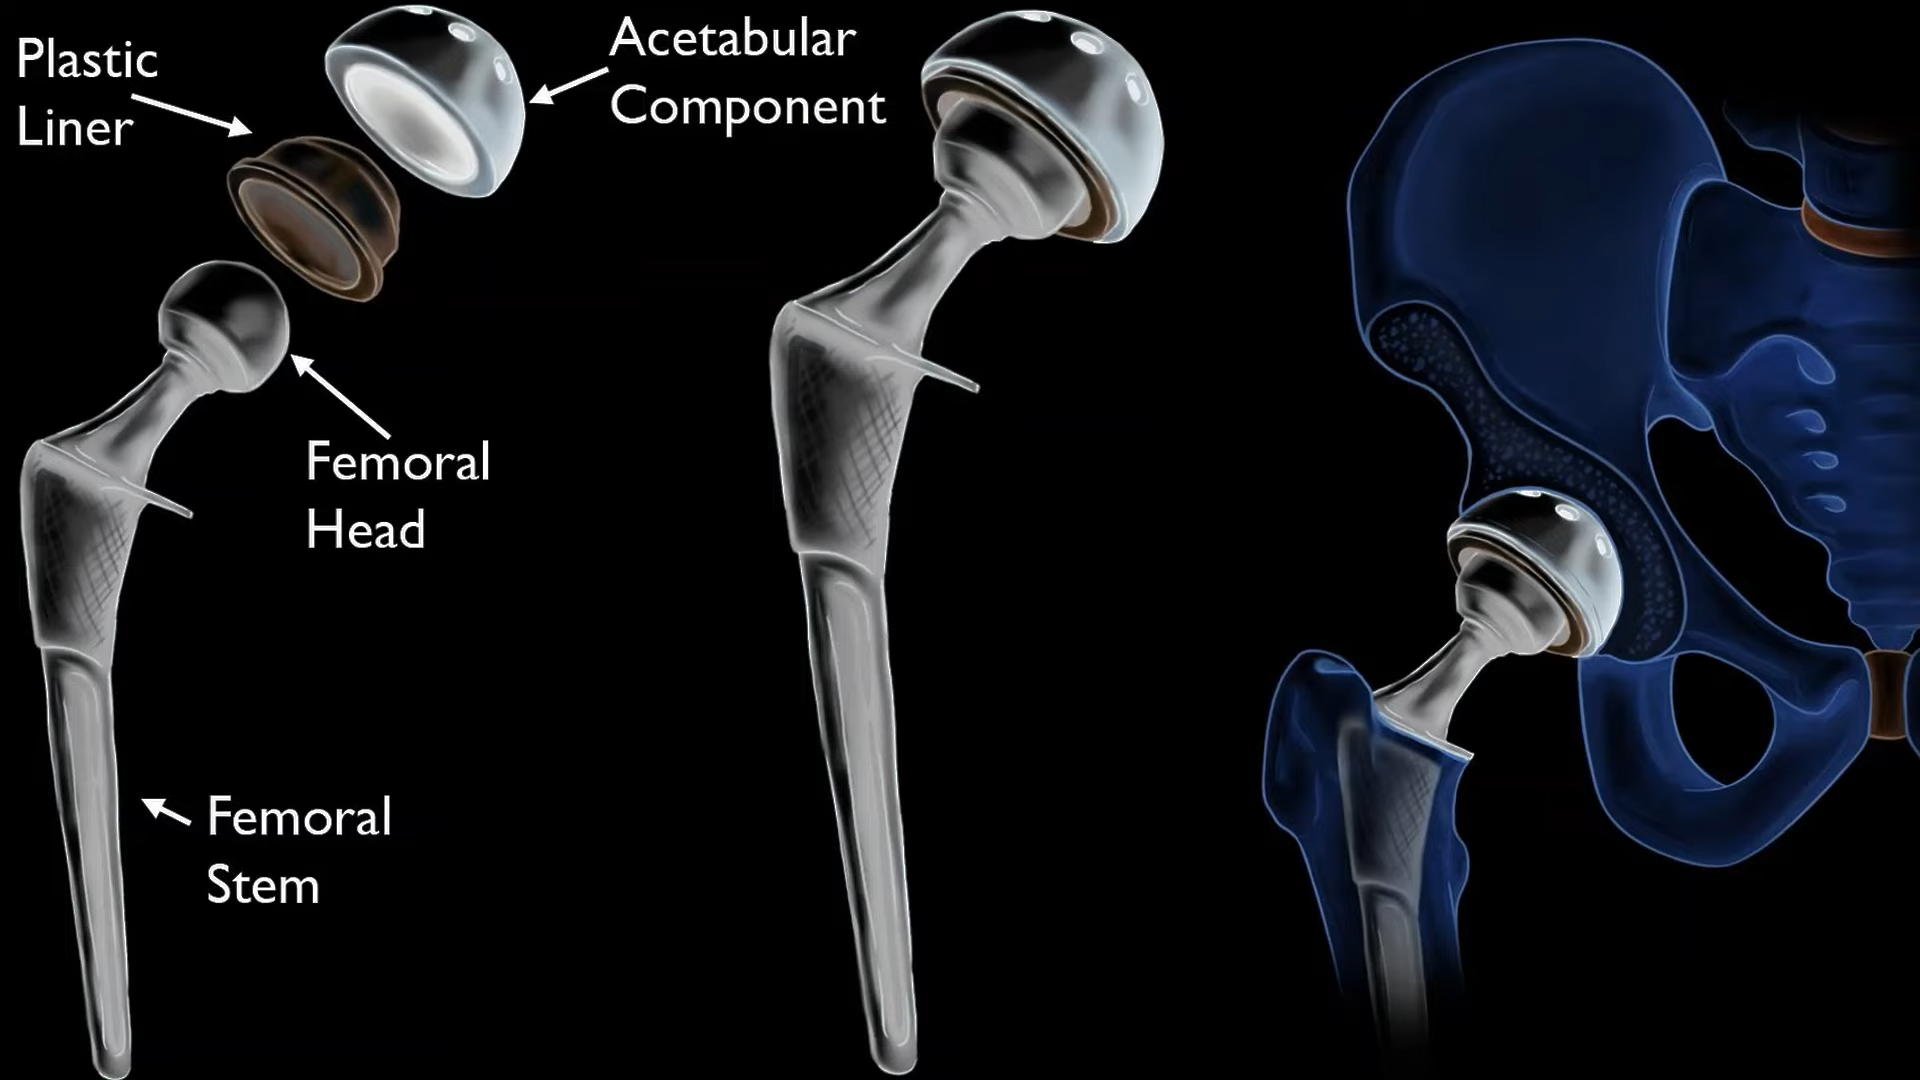 Plastic
Liner
Acetabular
Component
Femoral
Head
Femoral
Stem